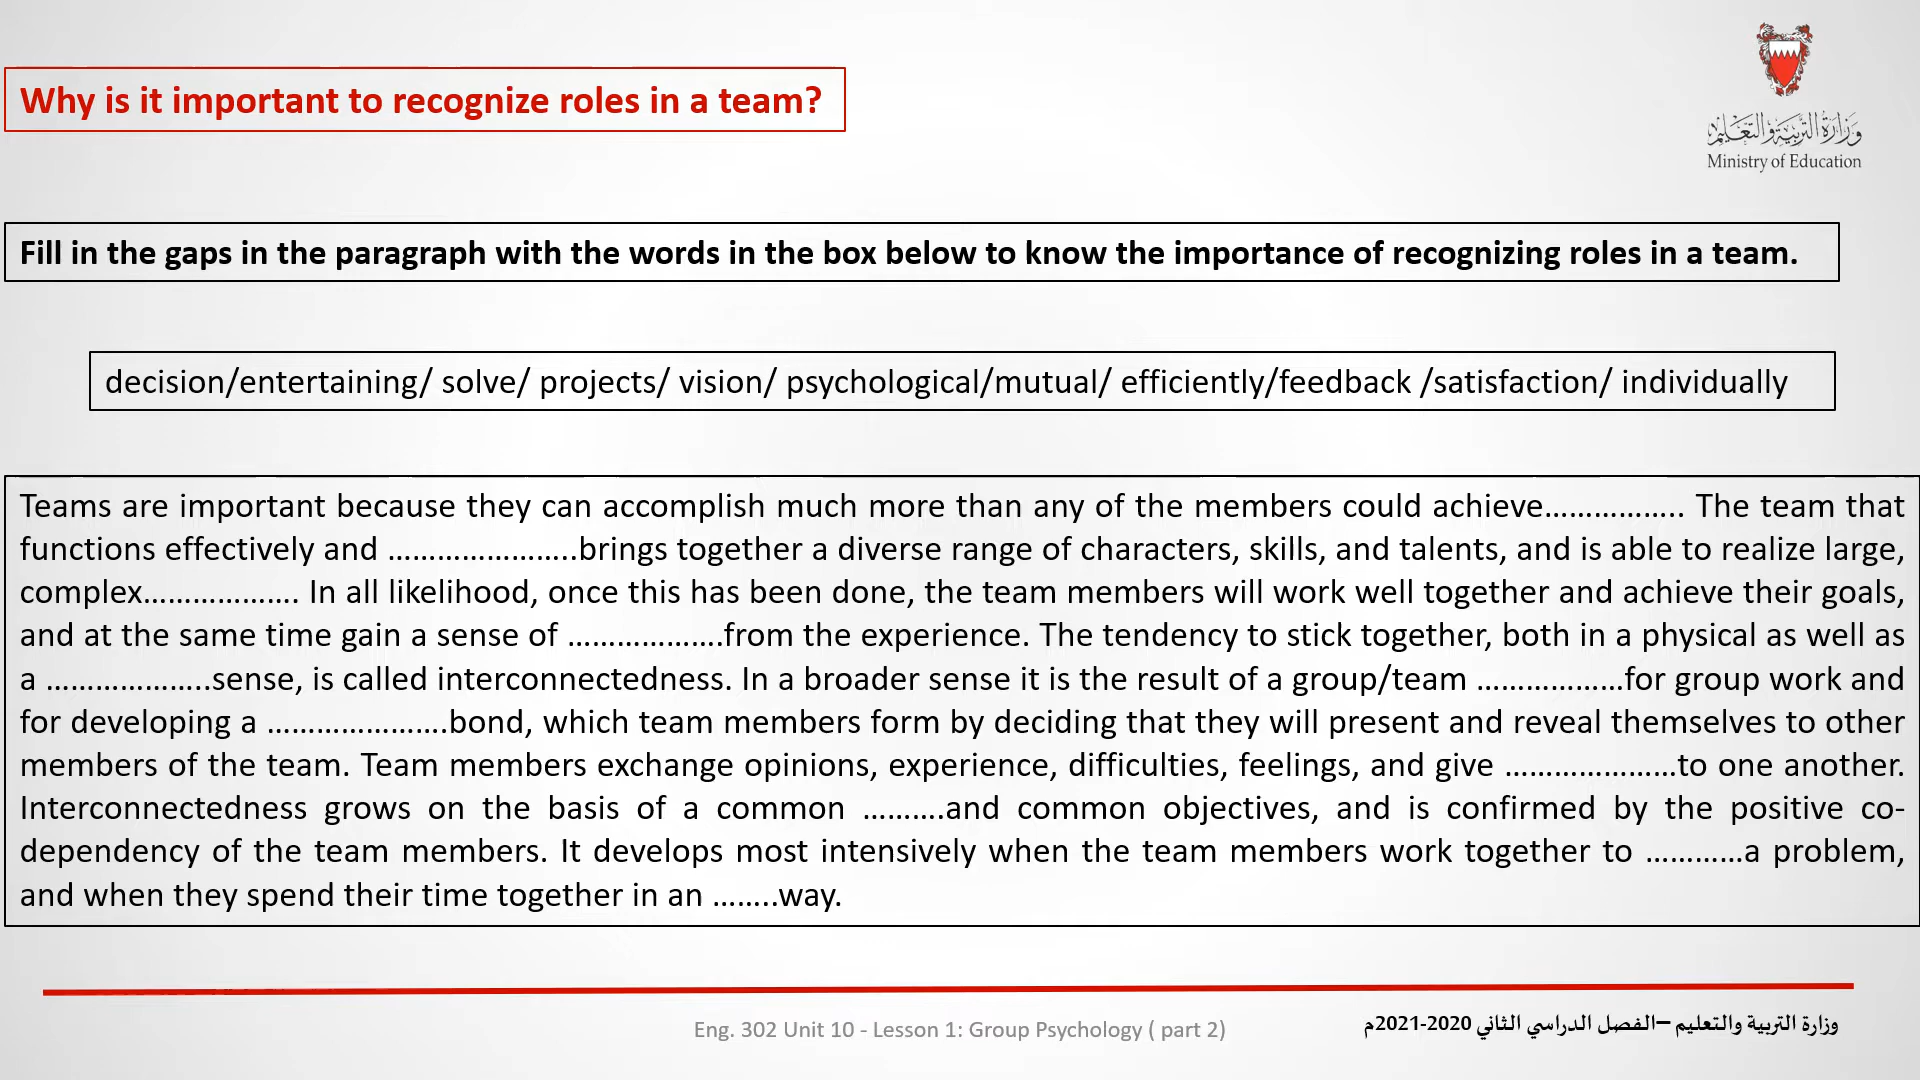 وزارة التربية والتعليم
Ministry of Education
Why is it important to recognize roles in a team?
Fill in the gaps in the paragraph with the words in the box below to know the importance of recognizing roles in a team.
decision/entertaining/ solve/ projects/ vision/ psychological/mutual/ efficiently/feedback /satisfaction/ individually
Teams are important because they can accomplish much more than any of the members could achieve…………….. The team that
functions effectively and …………………..brings together a diverse range of characters, skills, and talents, and is able to realize large,
complex………………. In all likelihood, once this has been done, the team members will work well together and achieve their goals,
and at the same time gain a sense of ……………….from the experience. The tendency to stick together, both in a physical as well as
a ………………..sense, is called interconnectedness. In a broader sense it is the result of a group/team ………………for group work and
for developing a ………………….bond, which team members form by deciding that they will present and reveal themselves to other
members of the team. Team members exchange opinions, experience, difficulties, feelings, and give …………………to one another.
Interconnectedness grows on the basis of a common ……….and common objectives, and is confirmed by the positive co-
dependency of the team members. It develops most intensively when the team members work together to …………a problem,
and when they spend their time together in an ……..way.
Eng. 302 Unit 10 - Lesson 1: Group Psychology ( part 2)
وزارة التربية والتعليم –الفصل الدراسي الثاني 2020-2021م